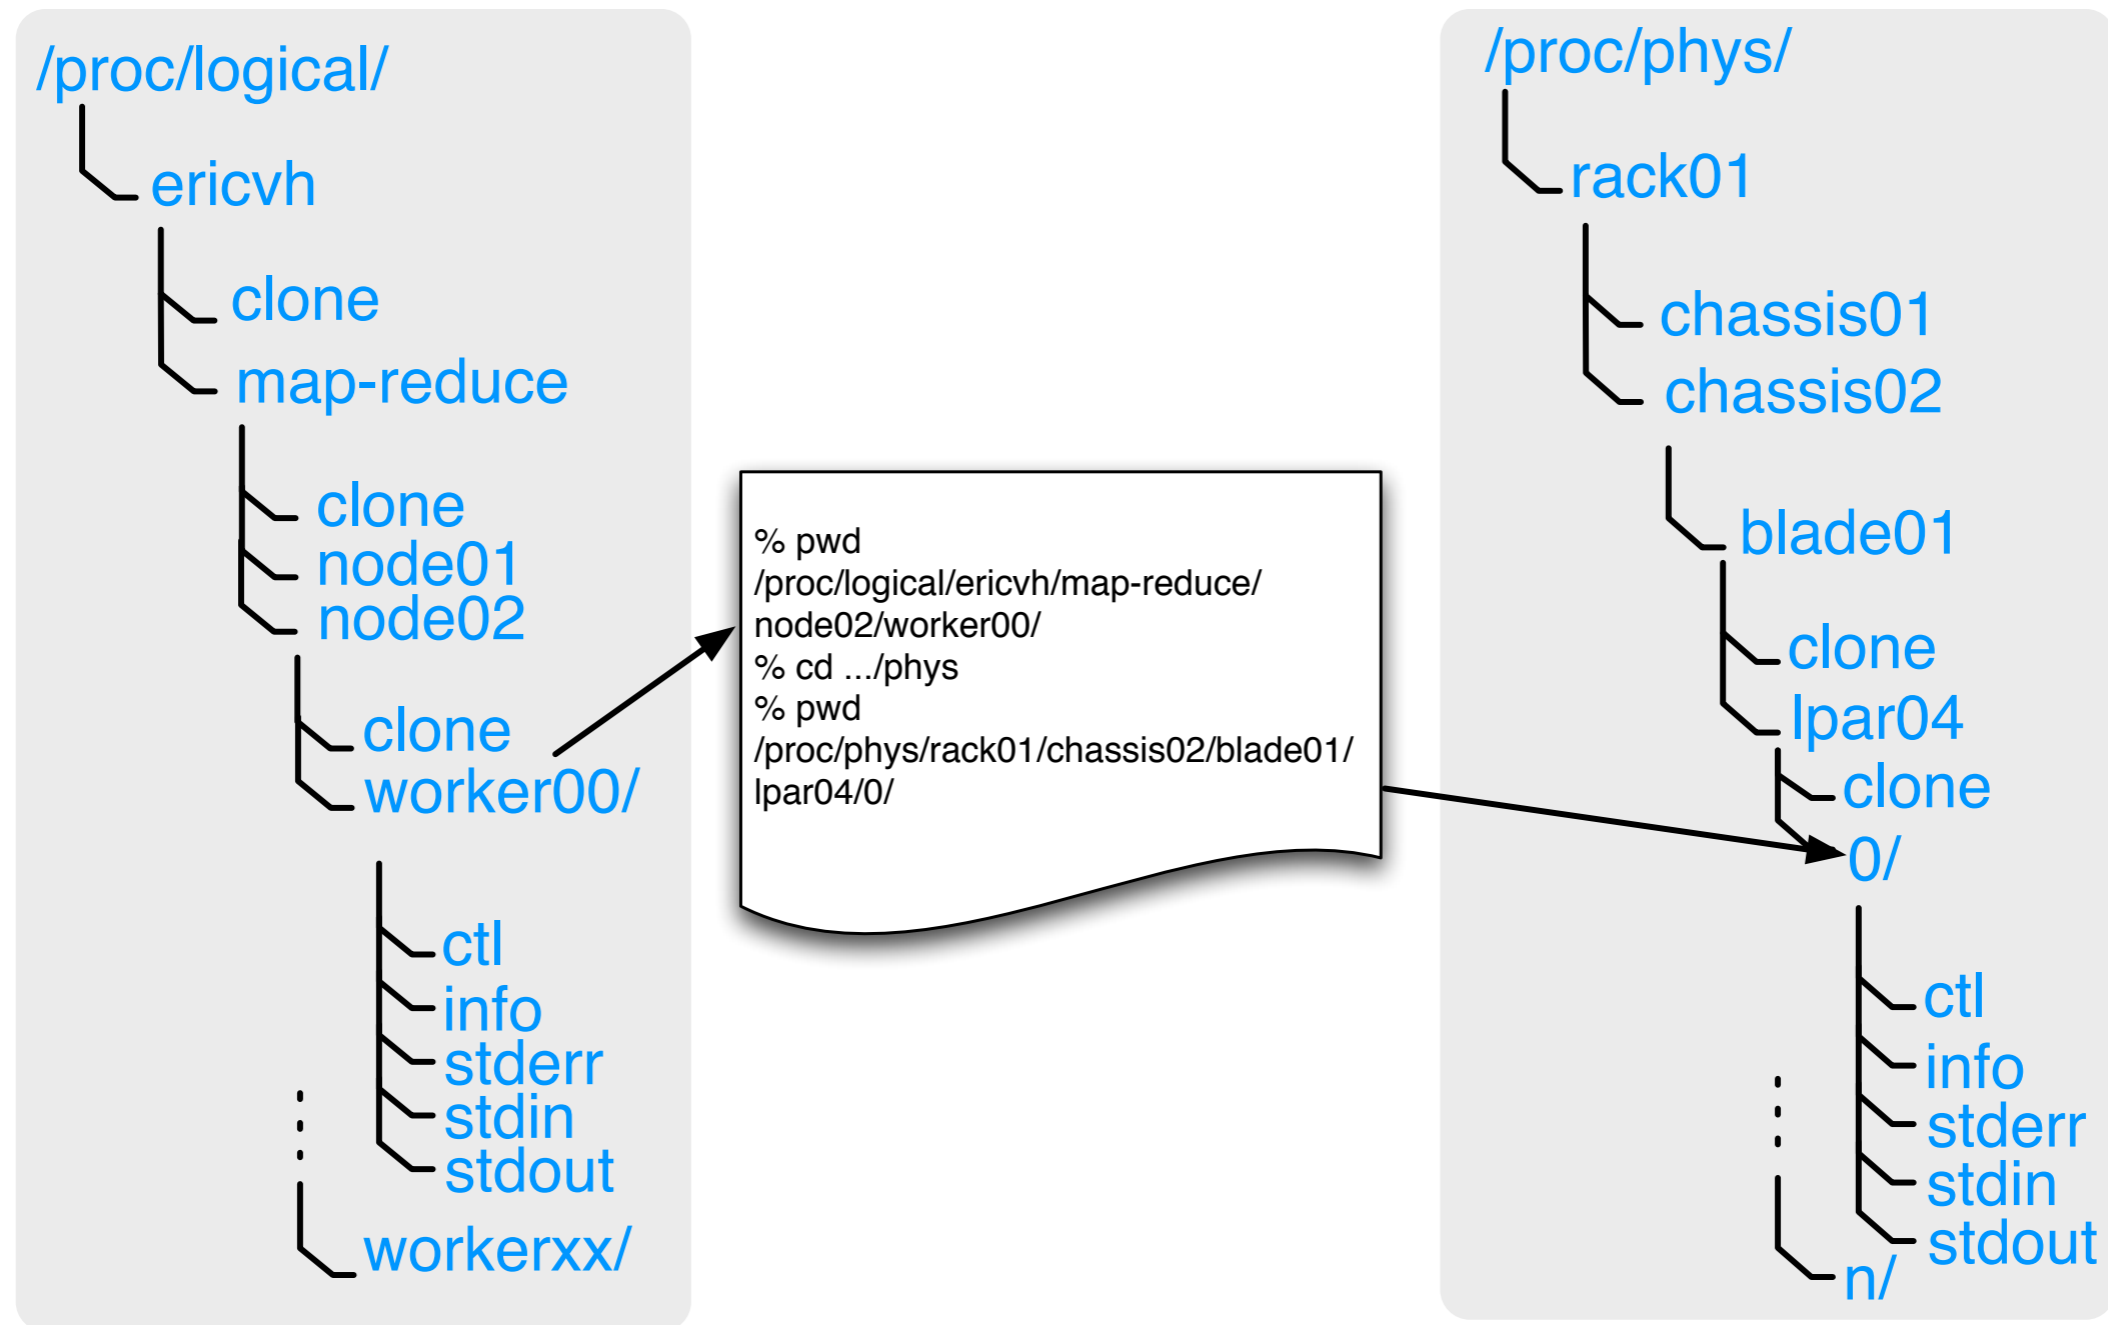 /proc/logical/
ericvh
clone
map-reduce
clone
node01
node02
clone
worker00/
ctl
info
stderr
stdin
stdout
workerxx/
% pwd
/proc/logical/ericvh/map-reduce/
node02/worker00/
% cd .../phys
% pwd
/proc/phys/rack01/chassis02/blade01/
lpar04/0/
/proc/phys/
rack01
chassis01
chassis02
blade01
clone
lpar04
clone
0/
ctl
info
stderr
stdin
stdout
n/